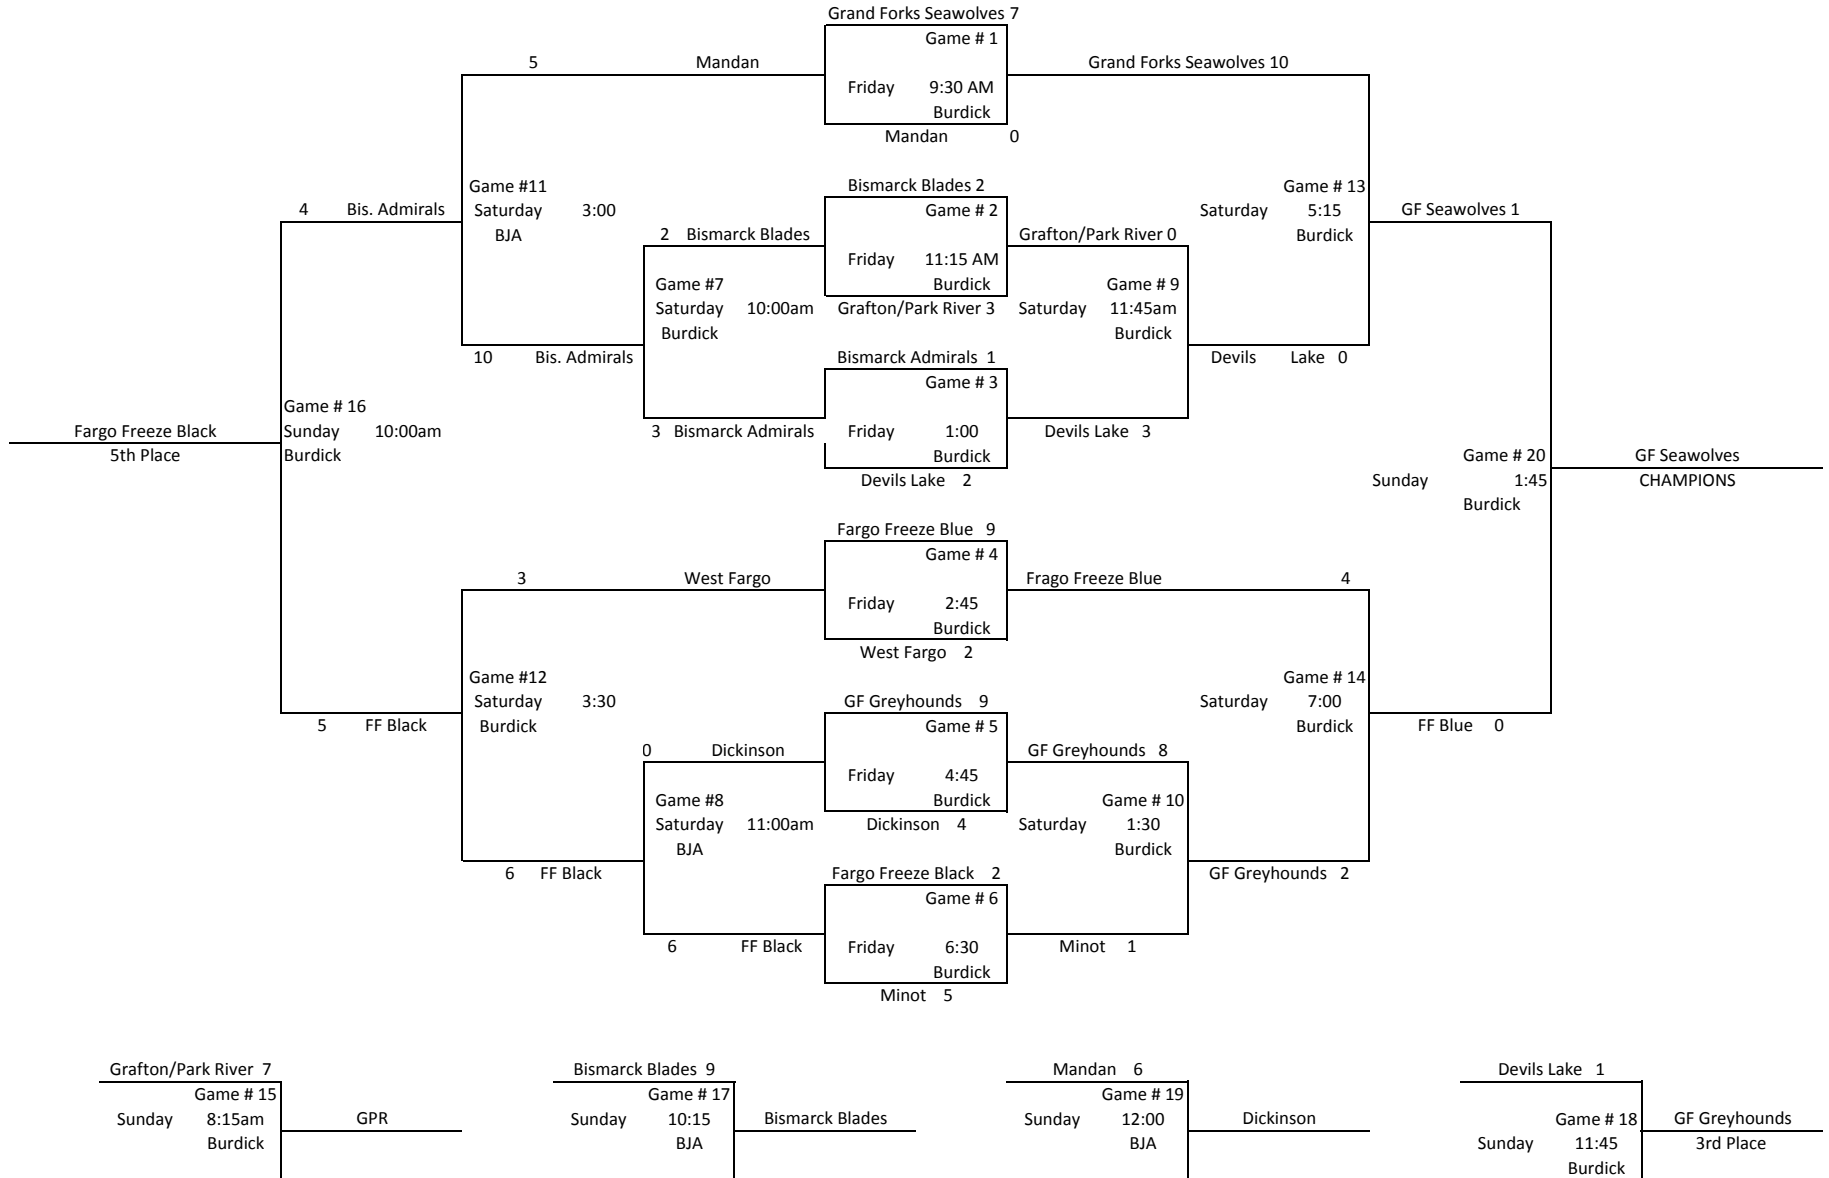 Grand Forks Seawolves 7
Game # 1
5 Mandan
Grand Forks Seawolves 10
Friday 9:30 AM
Burdick
Mandan 0
Game #11
Bismarck Blades 2
Game # 13
4 Bis. Admirals
Saturday 3:00
Game # 2
Saturday 5:15
GF Seawolves 1
BJA
2 Bismarck Blades
Grafton/Park River 0
Burdick
Friday 11:15 AM
Game #7
Burdick
Game # 9
Saturday 10:00am
Grafton/Park River 3
Saturday 11:45am
Burdick
Burdick
10 Bis. Admirals
Bismarck Admirals 1
Devils Lake 0
Game # 3
Game # 16
Fargo Freeze Black
Sunday 10:00am
3 Bismarck Admirals
Friday 1:00
Devils Lake 3
5th Place
Burdick
Burdick
Game # 20
GF Seawolves
Devils Lake 2
Sunday 1:45
CHAMPIONS
Burdick
Fargo Freeze Blue 9
Game # 4
3 West Fargo
Frago Freeze Blue 4
Friday 2:45
Burdick
West Fargo 2
Game #12
Game # 14
Saturday 3:30
GF Greyhounds 9
Saturday 7:00
5 FF Black
Burdick
Game # 5
Burdick
FF Blue 0
0 Dickinson
GF Greyhounds 8
Friday 4:45
Game #8
Burdick
Game # 10
Saturday 11:00am
Dickinson 4
Saturday 1:30
BJA
Burdick
6 FF Black
Fargo Freeze Black 2
GF Greyhounds 2
Game # 6
6 FF Black
Friday 6:30
Minot 1
Burdick
Minot 5
Grafton/Park River 7
Bismarck Blades 9
Mandan 6
Devils Lake 1
Game # 15
Game # 17
Game # 19
Sunday 8:15am
GPR
Sunday 10:15
Bismarck Blades
Sunday 12:00
Dickinson
Game # 18
GF Greyhounds
Burdick
BJA
BJA
Sunday 11:45
3rd Place
Burdick